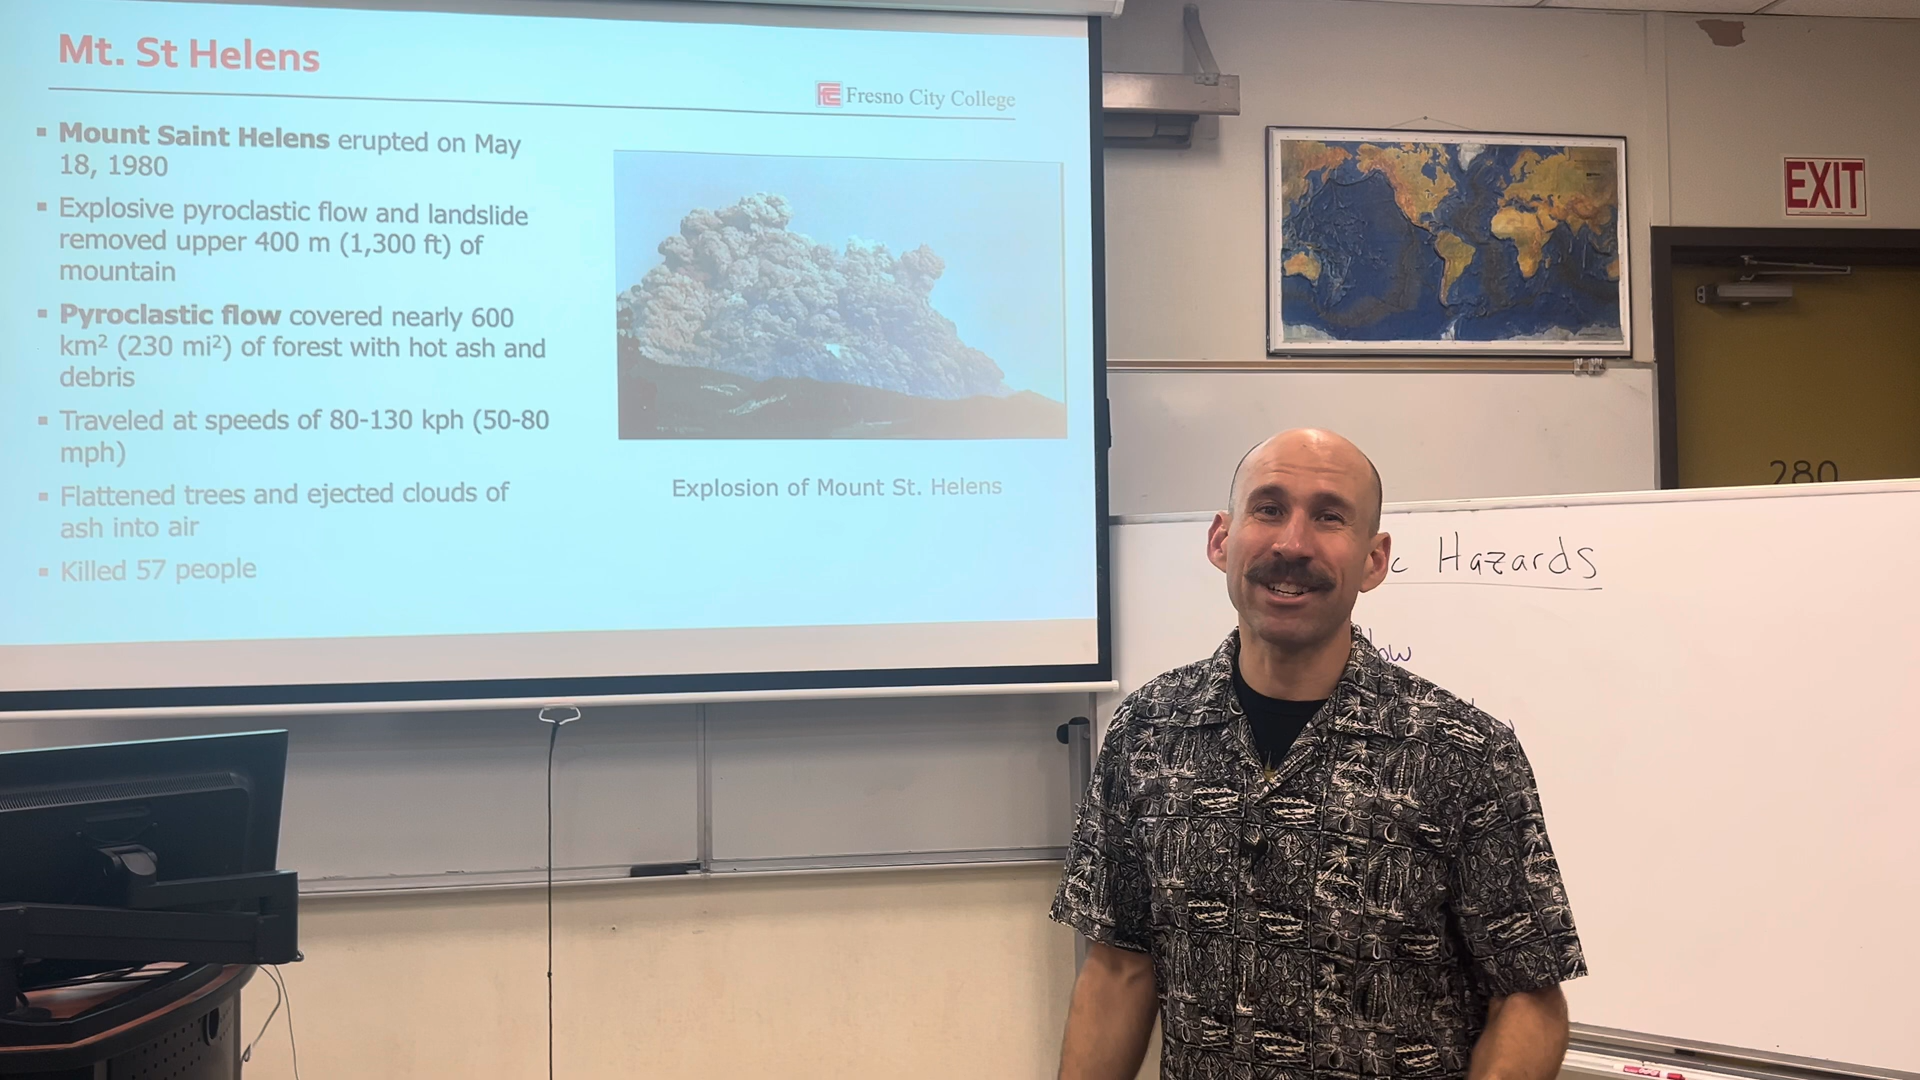 Mt. St Helens
Fresno City College
Mount Saint Helens erupted on May
18, 1980
Explosive pyroclastic flow and landslide
removed upper 400 m (1,300 ft) of
mountain
Pyroclastic flow covered nearly 600
km² (230 mi²) of forest with hot ash and
debris
Traveled at speeds of 80-130 kph (50-80
mph)
Flattened trees and ejected clouds of
ash into air
Killed 57 people
Explosion of Mount St. Helens
EXIT
280
Hazards